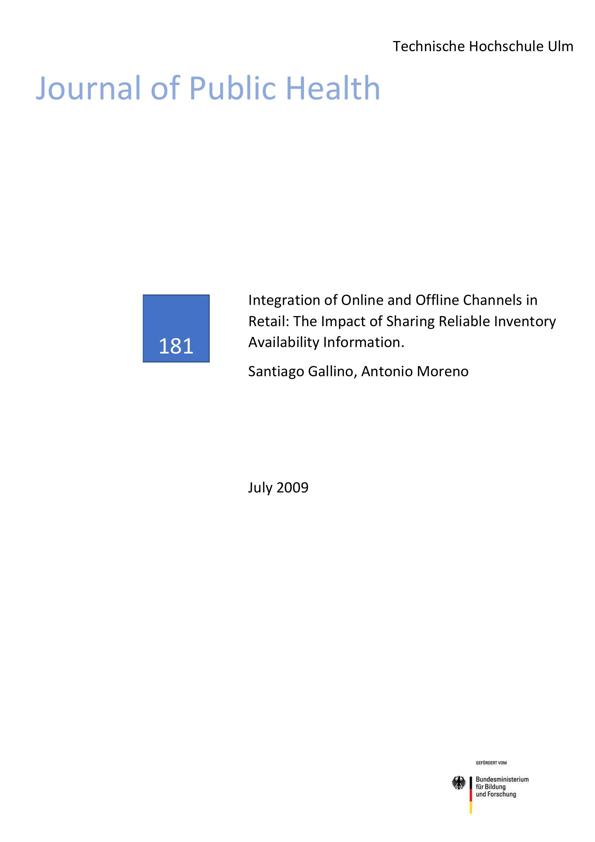 Technische Hochschule Ulm
Journal of Public Health
181
Integration of Online and Offline Channels in
Retail: The Impact of Sharing Reliable Inventory
Availability Information.
Santiago Gallino, Antonio Moreno
July 2009
GEFÖRDERT VOM
Bundesministerium
für Bildung
und Forschung